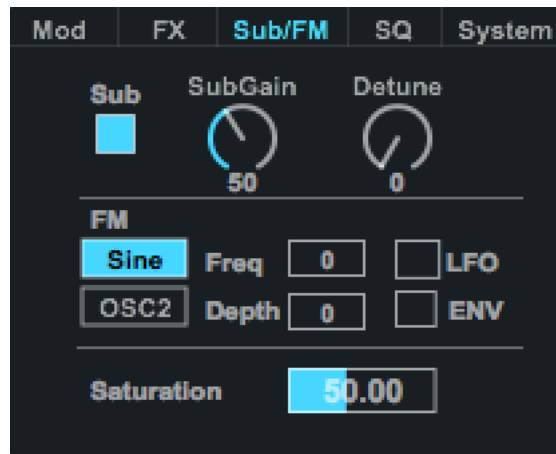 Mod FX Sub/FM SQ System
Sub SubGain Detune
50 0
FM
Sine Freq 0 LFO
OSC2 Depth 0 ENV
Saturation 50.00